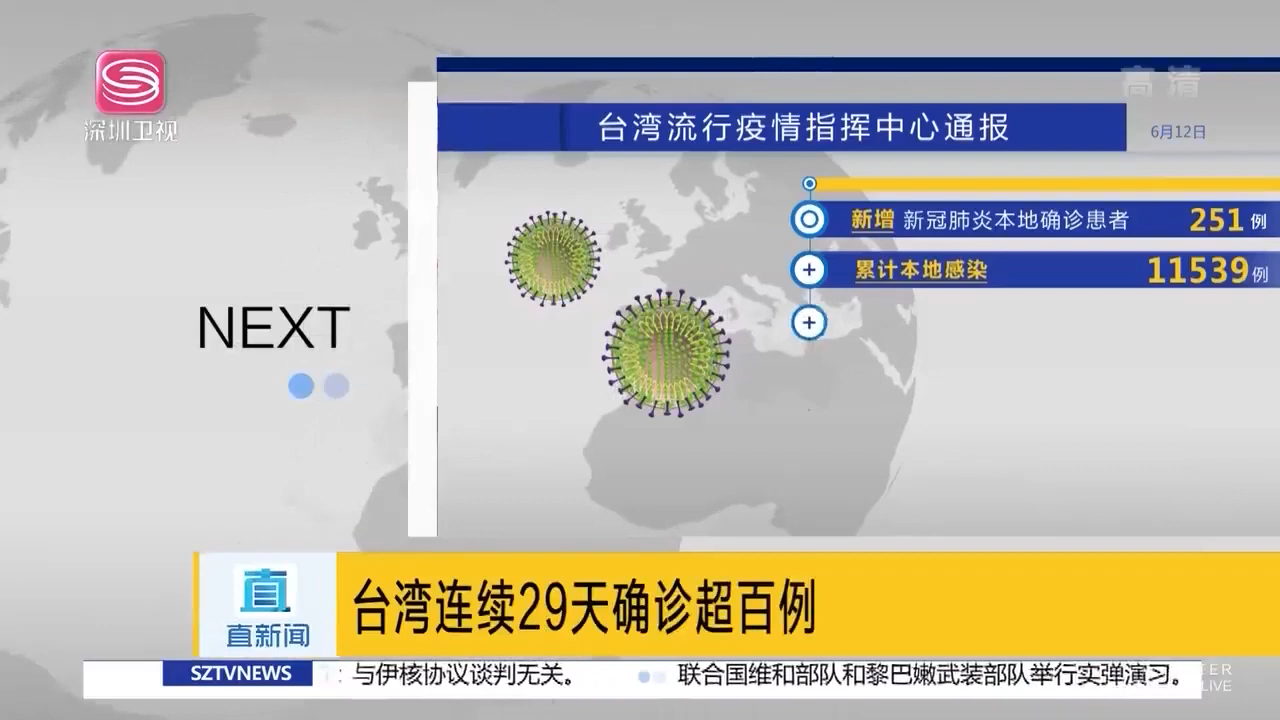 深圳卫视
高清
台湾流行疫情指挥中心通报
6月12日
新增 新冠肺炎本地确诊患者 251 例
累计本地感染 11539 例
NEXT
直
直新闻
台湾连续29天确诊超百例
SZTVNEWS
：与伊核协议谈判无关。 联合国维和部队和黎巴嫩武装部队举行实弹演习。
TER
LIVE